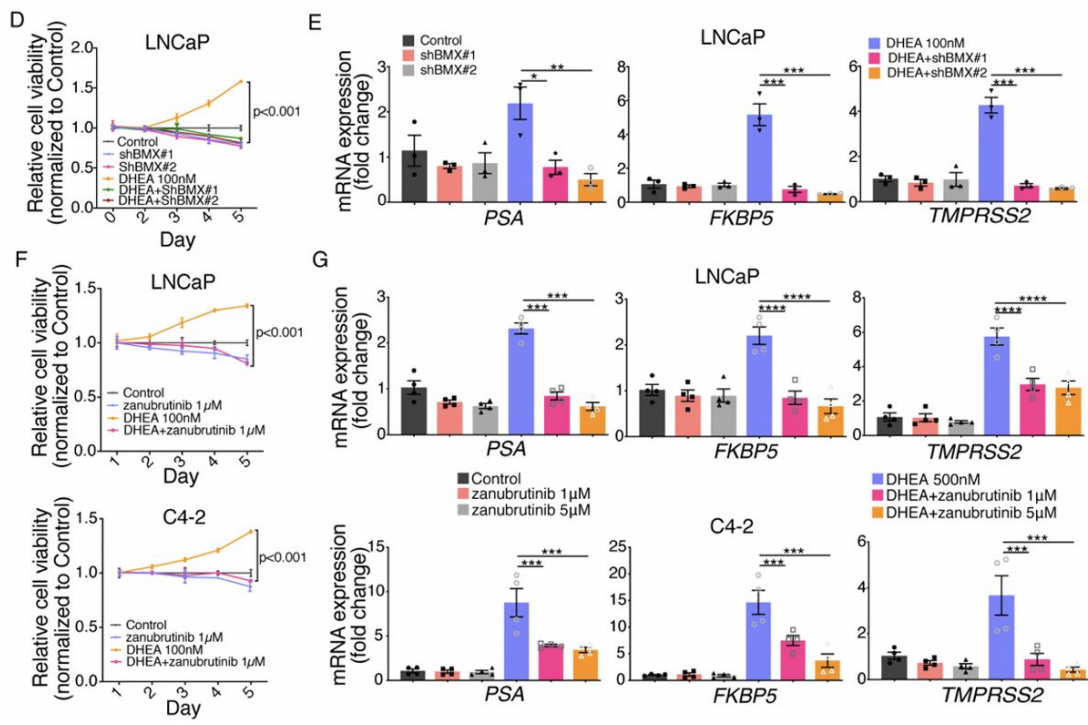 D
LNCaP
Relative cell viability
(normalized to Control)
2.0
1.5
1.0
0.5
0.0
Control
shBMX#1
ShBMX#2
DHEA 100nM
DHEA+ShBMX#1
DHEA+ShBMX#2
p<0.001
0 2 3 4 5
Day
E
LNCaP
Control
shBMX#1
shBMX#2
DHEA 100nM
DHEA+shBMX#1
DHEA+shBMX#2
mRNA expression
(fold change)
3
2
1
0
* **
PSA
8
6
4
2
0
*** ***
FKBP5
6
4
2
0
*** ***
TMPRSS2
F
LNCaP
Relative cell viability
(normalized to Control)
1.5
1.0
0.5
0.0
p<0.001
Control
zanubrutinib 1μM
DHEA 100nM
DHEA+zanubrutinib 1μM
1 2 3 4 5
Day
C4-2
Relative cell viability
(normalized to Control)
1.5
1.0
0.5
0.0
p<0.001
Control
zanubrutinib 1μM
DHEA 100nM
DHEA+zanubrutinib 1μM
1 2 3 4 5
Day
G
LNCaP
mRNA expression
(fold change)
3
2
1
0
*** ***
PSA
3
2
1
0
**** ****
FKBP5
8
6
4
2
0
**** ****
TMPRSS2
Control
zanubrutinib 1μM
zanubrutinib 5μM
DHEA 500nM
DHEA+zanubrutinib 1μM
DHEA+zanubrutinib 5μM
C4-2
mRNA expression
(fold change)
15
10
5
0
*** ***
PSA
25
20
15
10
5
0
*** ***
FKBP5
6
4
2
0
*** ***
TMPRSS2